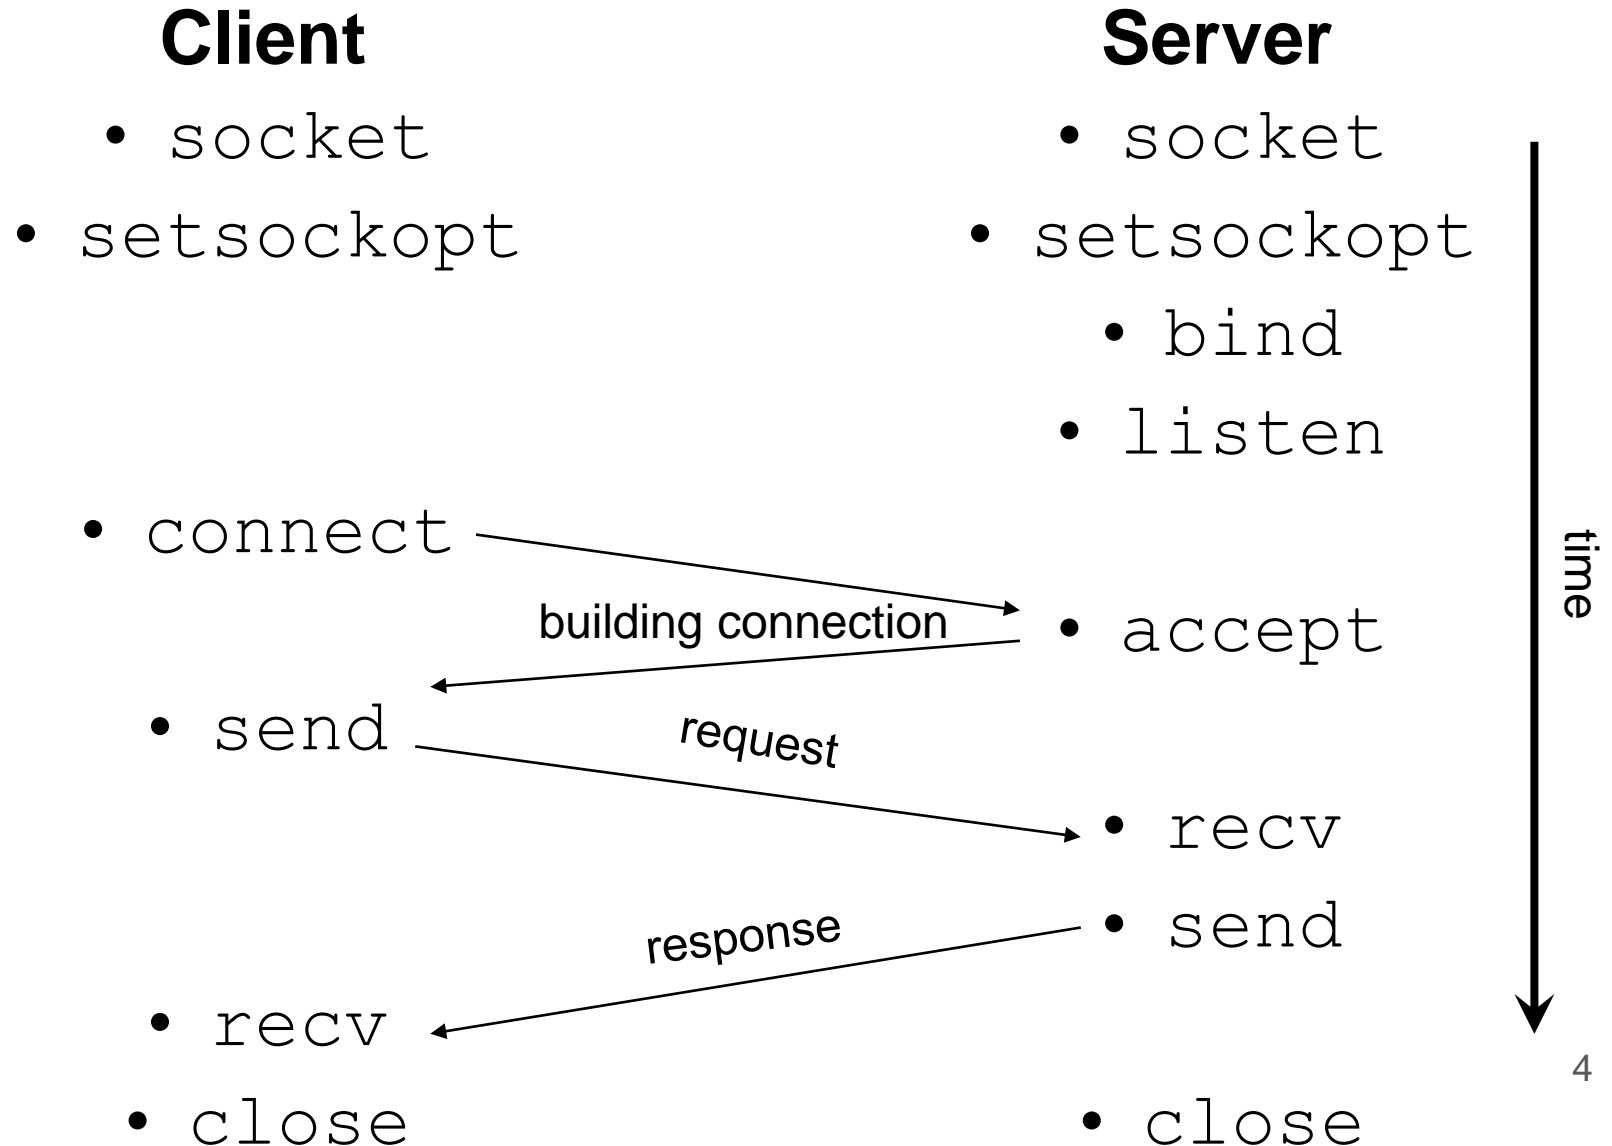 Client
Server
• socket
• socket
• setsockopt
• setsockopt
• bind
• listen
• connect
time
building connection
• accept
• send
request
• recv
response
• send
• recv
4
• close
• close